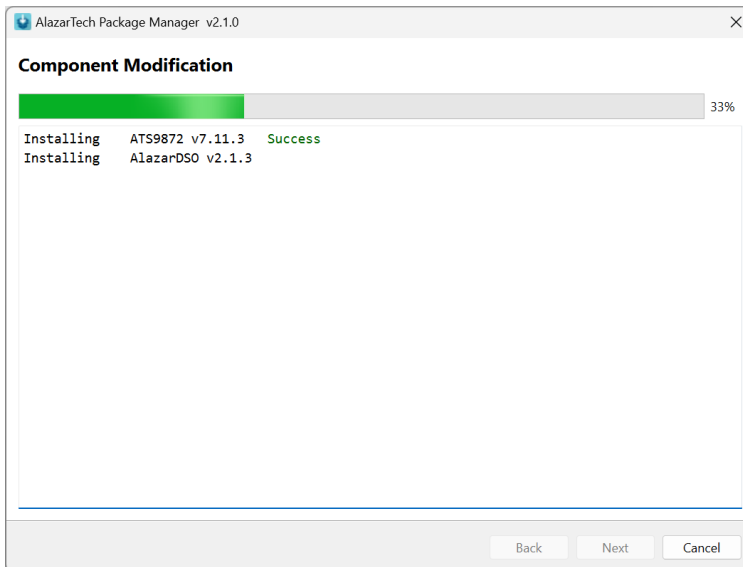 AlazarTech Package Manager v2.1.0
Component Modification
33%
Installing ATS9872 v7.11.3 Success
Installing AlazarDSO v2.1.3
Back Next Cancel